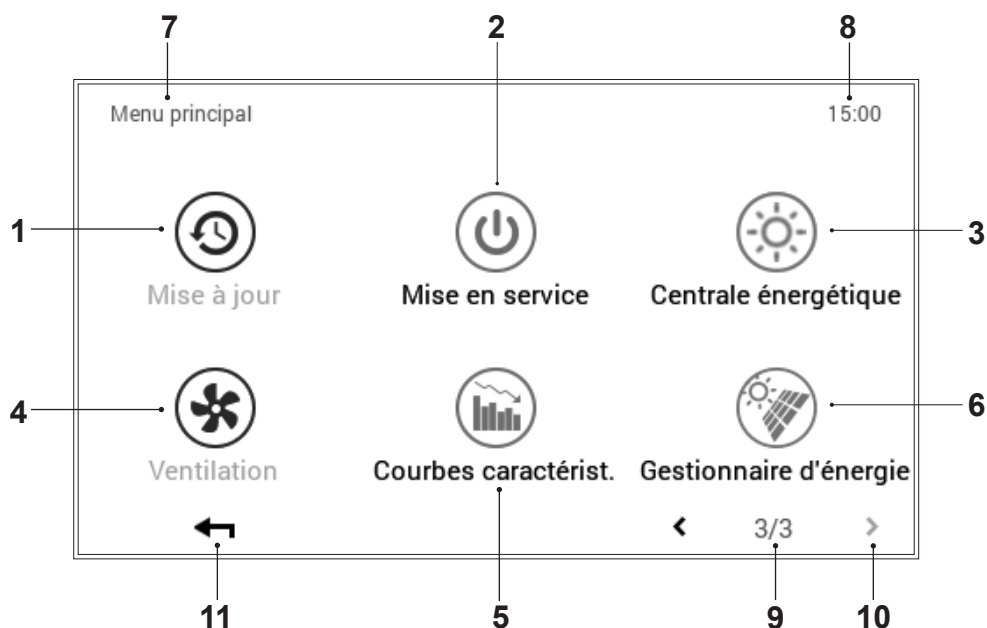 7 2 8
Menu principal 15:00
1 3
Mise à jour Mise en service Centrale énergétique
4 6
Ventilation Courbes caractérist. Gestionnaire d'énergie
< 3/3 >
11 5 9 10